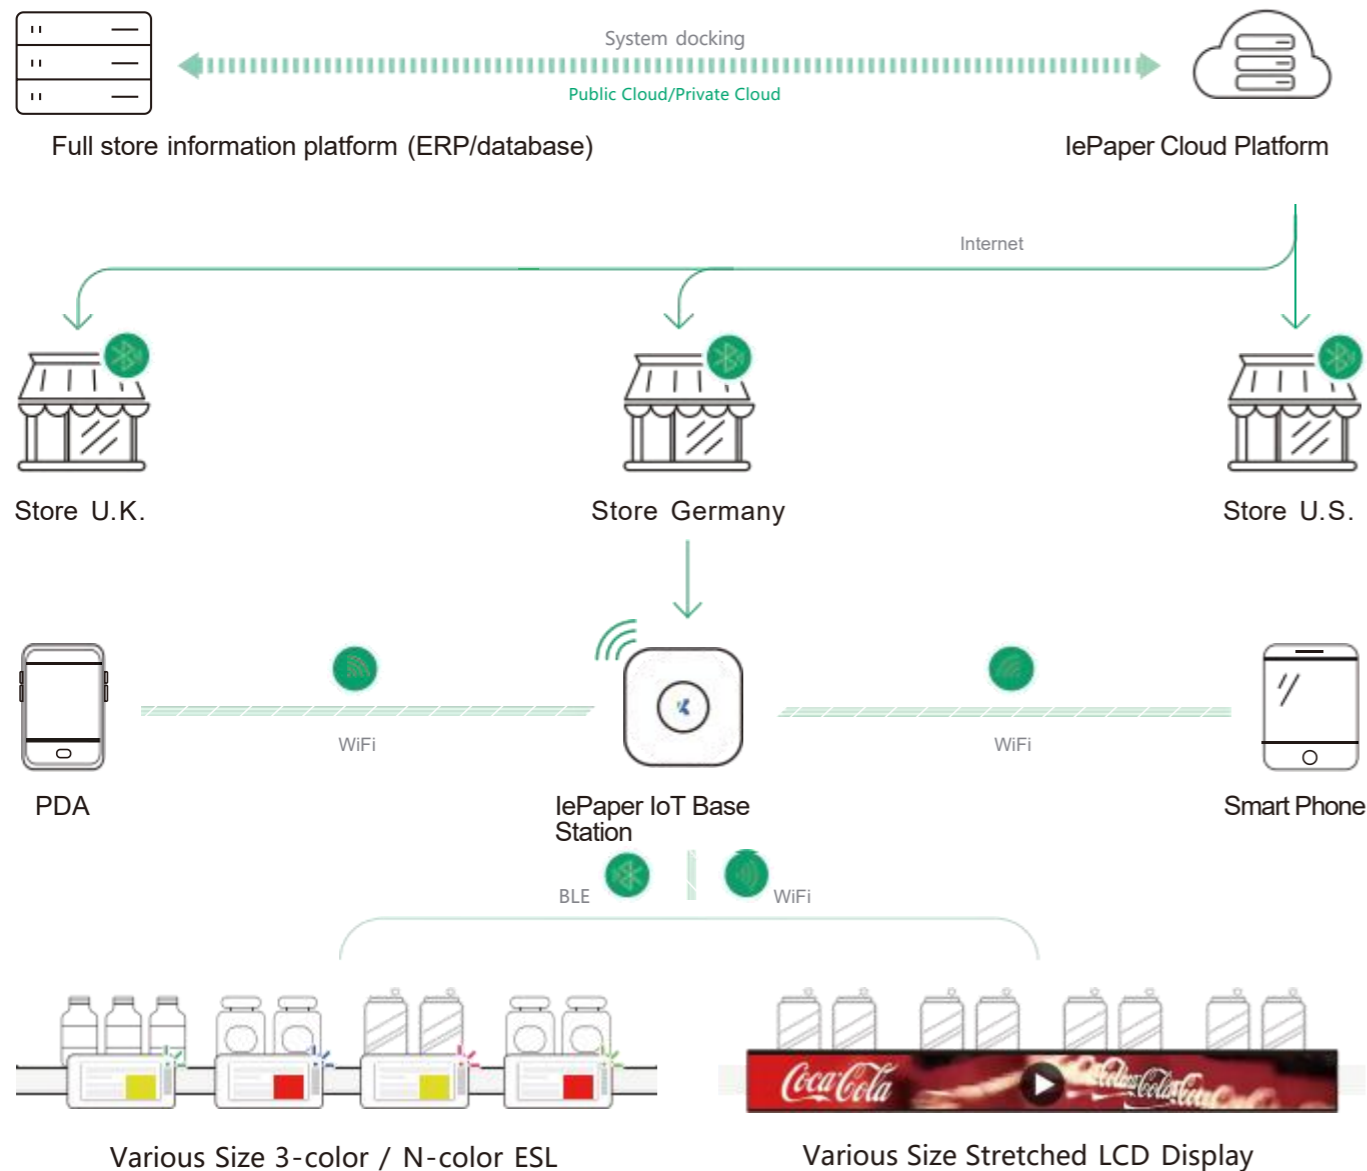 System docking
Public Cloud/Private Cloud
Full store information platform (ERP/database)
IePaper Cloud Platform
Internet
Store U.K.
Store Germany
Store U.S.
WiFi
WiFi
PDA
IePaper IoT Base
Station
Smart Phone
BLE
WiFi
Coca-Cola
Coca-Cola
Various Size 3-color / N-color ESL
Various Size Stretched LCD Display